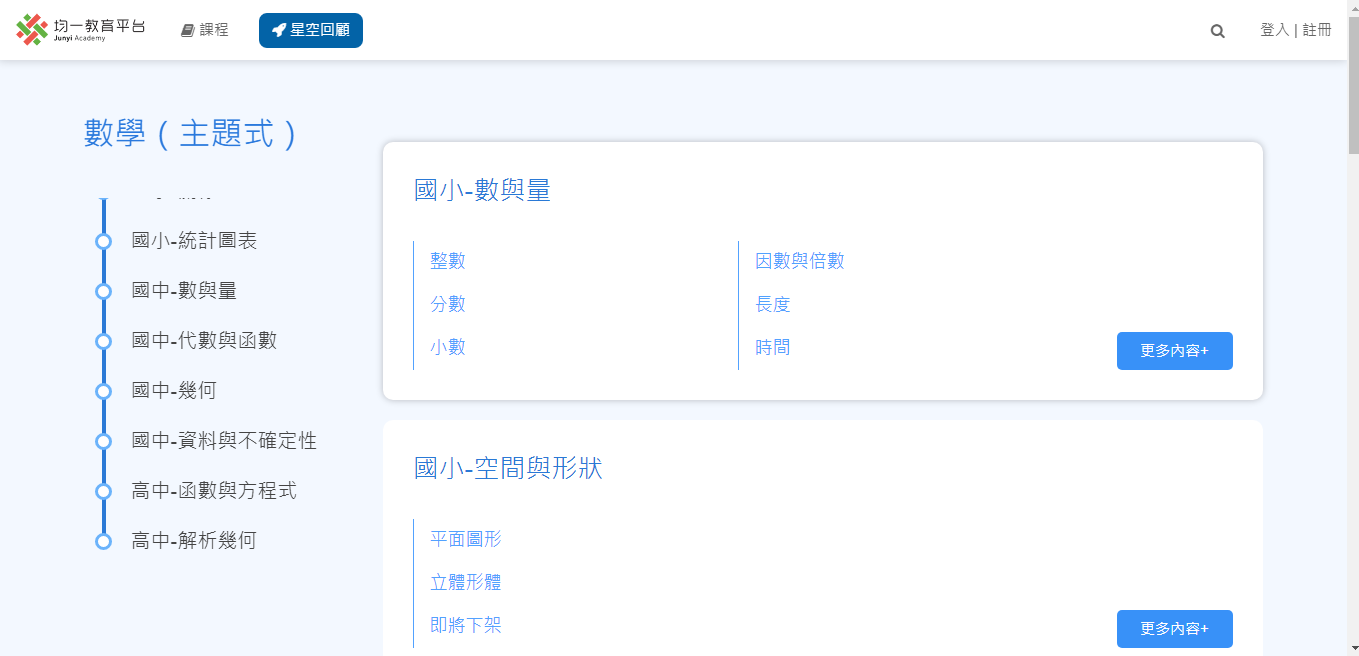 均一教育平台
Junyi Academy
課程
星空回顧
登入 | 註冊
數學（主題式）
國小-統計圖表
國中-數與量
國中-代數與函數
國中-幾何
國中-資料與不確定性
高中-函數與方程式
高中-解析幾何
國小-數與量
整數
分數
小數
因數與倍數
長度
時間
更多內容+
國小-空間與形狀
平面圖形
立體形體
即將下架
更多內容+